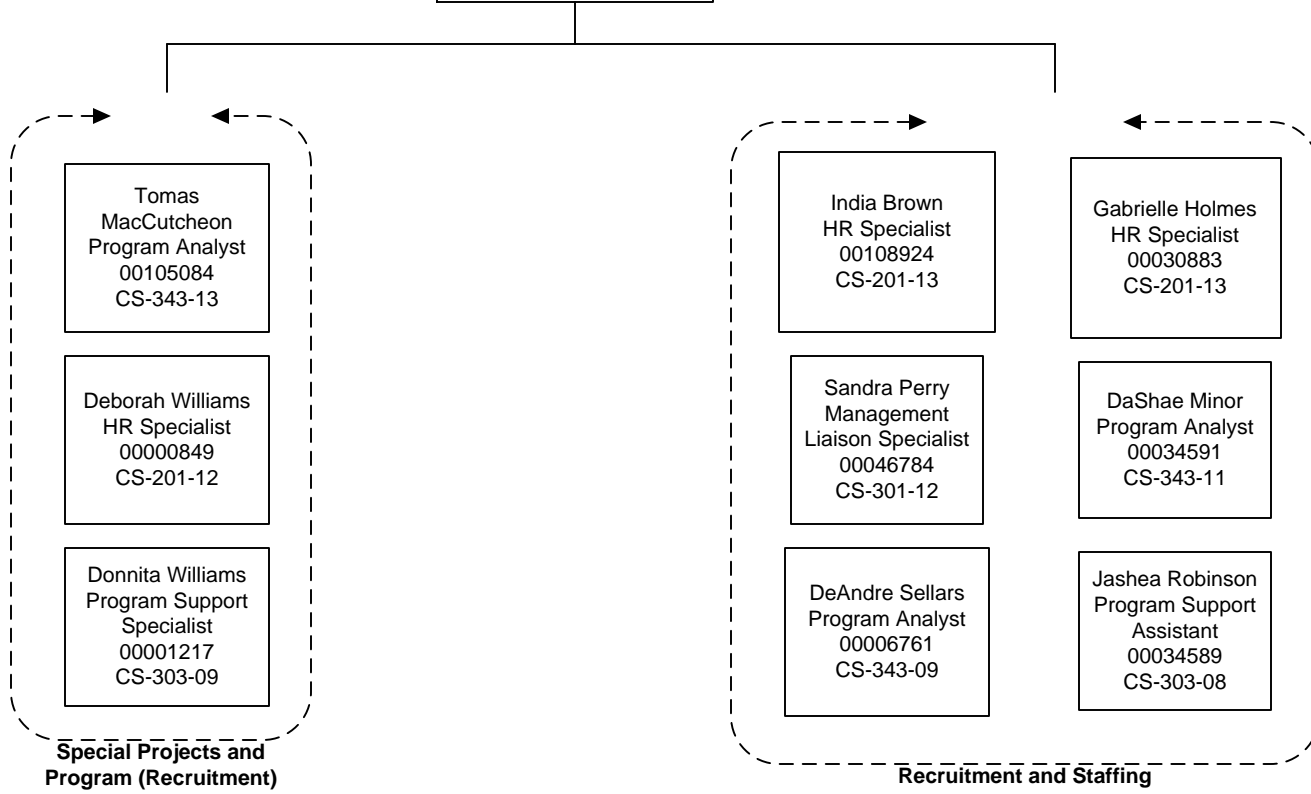 Tomas
MacCutcheon
Program Analyst
00105084
CS-343-13
Deborah Williams
HR Specialist
00000849
CS-201-12
Donnita Williams
Program Support
Specialist
00001217
CS-303-09
Special Projects and
Program (Recruitment)
India Brown
HR Specialist
00108924
CS-201-13
Gabrielle Holmes
HR Specialist
00030883
CS-201-13
Sandra Perry
Management
Liaison Specialist
00046784
CS-301-12
DaShae Minor
Program Analyst
00034591
CS-343-11
DeAndre Sellars
Program Analyst
00006761
CS-343-09
Jashea Robinson
Program Support
Assistant
00034589
CS-303-08
Recruitment and Staffing